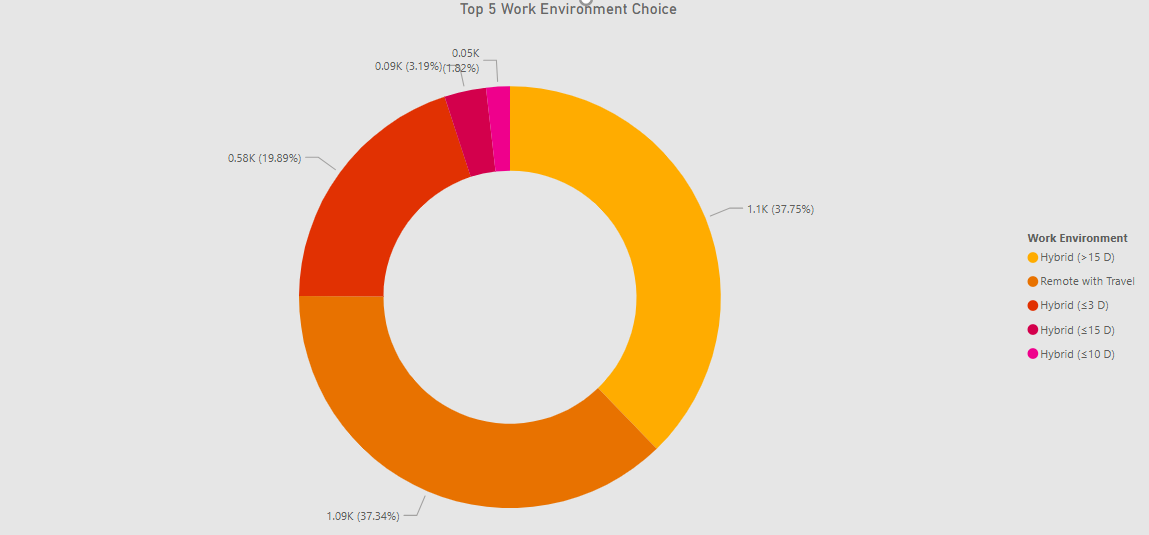 Top 5 Work Environment Choice
0.05K
(1.82%)
0.09K (3.19%)
0.58K (19.89%)
1.1K (37.75%)
1.09K (37.34%)
Work Environment
Hybrid (>15 D)
Remote with Travel
Hybrid (≤3 D)
Hybrid (≤15 D)
Hybrid (≤10 D)